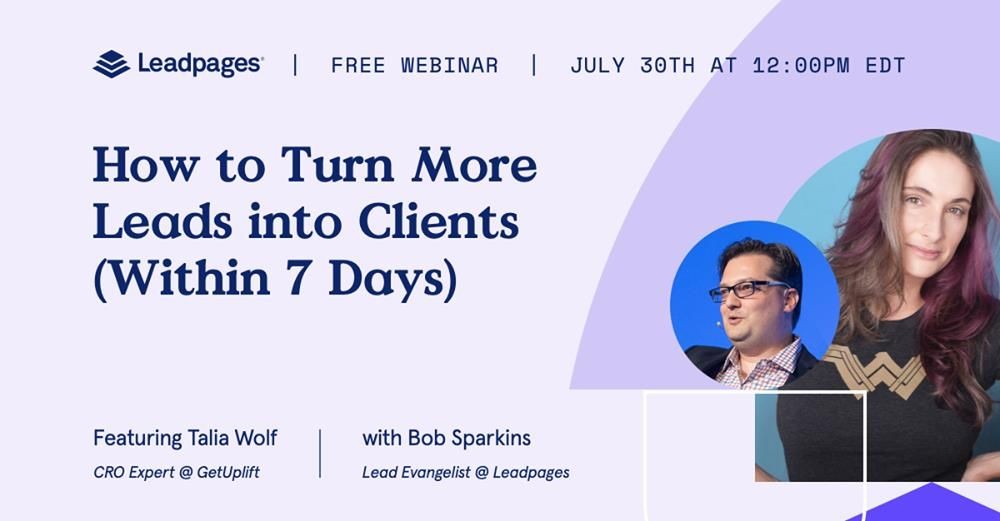 Leadpages® | FREE WEBINAR | JULY 30TH AT 12:00PM EDT
How to Turn More
Leads into Clients
(Within 7 Days)
Featuring Talia Wolf | with Bob Sparkins
CRO Expert @ GetUplift | Lead Evangelist @ Leadpages